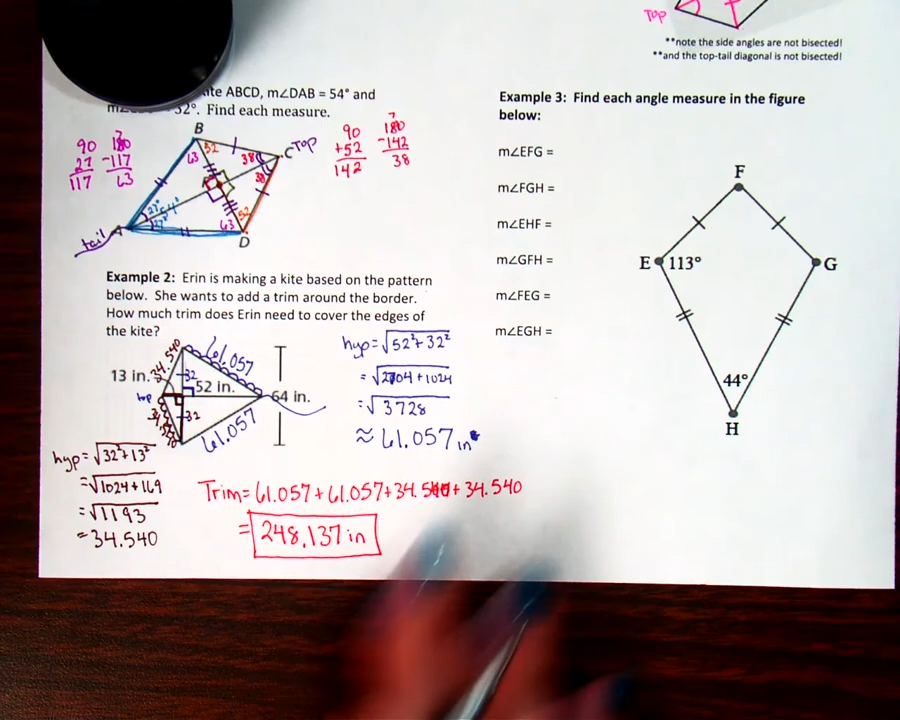 TOP
**note the side angles are not bisected!
**and the top-tail diagonal is not bisected!
ite ABCD, m∠DAB = 54° and
52°. Find each measure.
90 180
27 -117
117 63
B
52
63
38
38
C TOP
27°
27°
54°
63
52
A
D
tail
90
+52
142
7
180
-142
38
Example 2: Erin is making a kite based on the pattern
below. She wants to add a trim around the border.
How much trim does Erin need to cover the edges of
the kite?
34.540
61.057
13 in.
32
52 in.
64 in.
top
32
61.057
hyp=√52²+32²
=√2704+1024
=√3728
≈ 61.057 in
hyp=√32²+13²
=√1024+169
=√1193
=34.540
Trim=61.057+61.057+34.540+34.540
=248.137 in
Example 3: Find each angle measure in the figure
below:
m∠EFG =
m∠FGH =
m∠EHF =
m∠GFH =
m∠FEG =
m∠EGH =
F
E 113° G
44°
H